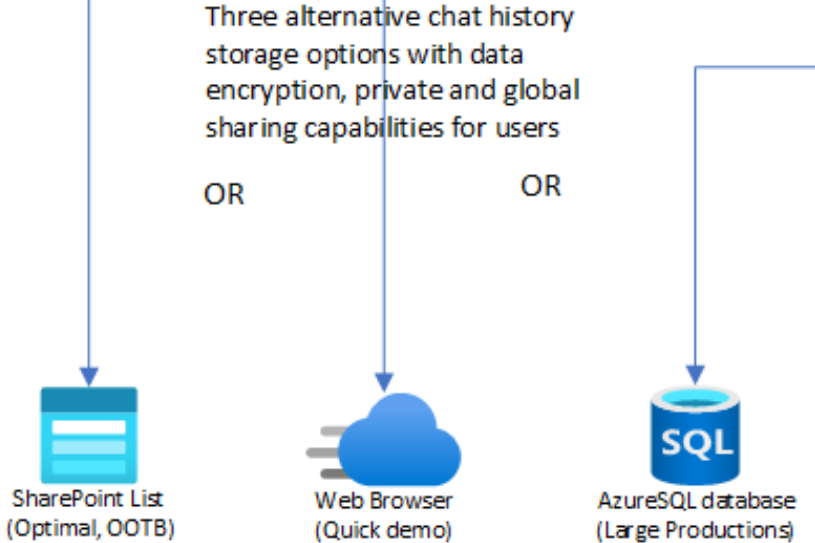 Three alternative chat history
storage options with data
encryption, private and global
sharing capabilities for users
OR
OR
SQL
SharePoint List
(Optimal, OOTB)
Web Browser
(Quick demo)
AzureSQL database
(Large Productions)